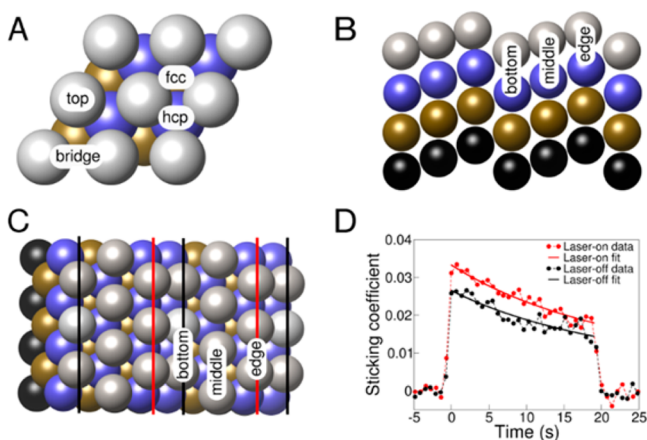 A
top
fcc
hcp
bridge
B
bottom
middle
edge
C
bottom
middle
edge
D
Sticking coefficient
0.04
0.03
0.02
0.01
0
Laser-on data
Laser-on fit
Laser-off data
Laser-off fit
-5 0 5 10 15 20 25
Time (s)